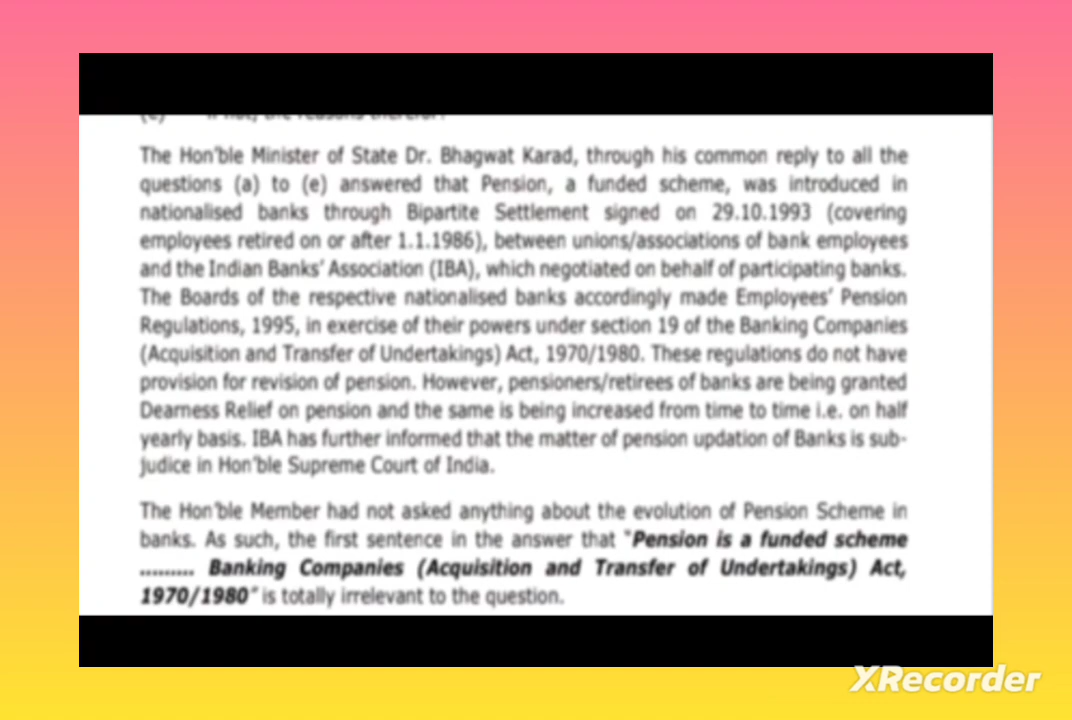 The Hon'ble Minister of State Dr. Bhagwat Karad, through his common reply to all the
questions (a) to (e) answered that Pension, a funded scheme, was introduced in
nationalised banks through Bipartite Settlement signed on 29.10.1993 (covering
employees retired on or after 1.1.1986), between unions/associations of bank employees
and the Indian Banks' Association (IBA), which negotiated on behalf of participating banks.
The Boards of the respective nationalised banks accordingly made Employees' Pension
Regulations, 1995, in exercise of their powers under section 19 of the Banking Companies
(Acquisition and Transfer of Undertakings) Act, 1970/1980. These regulations do not have
provision for revision of pension. However, pensioners/retirees of banks are being granted
Dearness Relief on pension and the same is being increased from time to time i.e. on half
yearly basis. IBA has further informed that the matter of pension updation of Banks is sub-
judice in Hon'ble Supreme Court of India.
The Hon'ble Member had not asked anything about the evolution of Pension Scheme in
banks. As such, the first sentence in the answer that "Pension is a funded scheme
......... Banking Companies (Acquisition and Transfer of Undertakings) Act,
1970/1980" is totally irrelevant to the question.
XRecorder